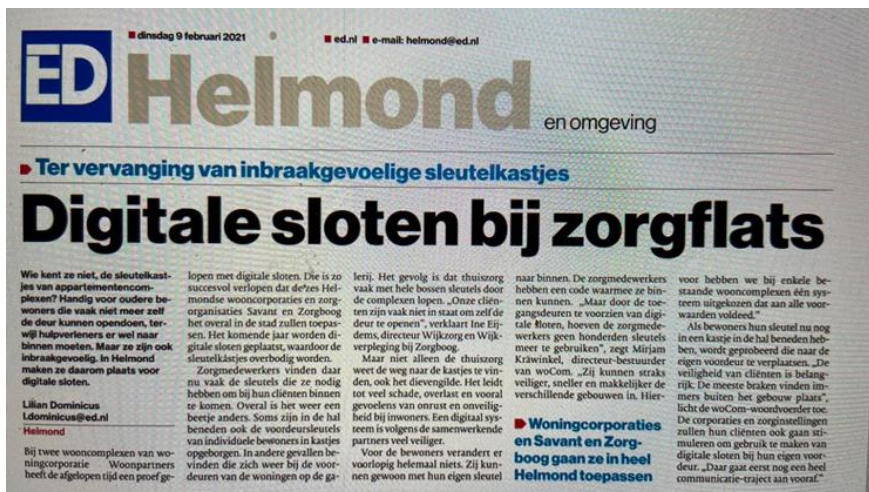 ED
dinsdag 9 februari 2021
ed.nl e-mail: helmond@ed.nl
Helmond
en omgeving
Ter vervanging van inbraakgevoelige sleutelkastjes
Digitale sloten bij zorgflats
Wie kent ze niet, de sleutelkast-
jes van appartementencom-
plexen? Handig voor oudere be-
woners die vaak niet meer zelf
de deur kunnen opendoen, ter-
wijl hulpverleners er wel naar
binnen moeten. Maar ze zijn ook
inbraakgevoelig. In Helmond
maken ze daarom plaats voor
digitale sloten.
Lilian Dominicus
l.dominicus@ed.nl
Helmond
Bij twee wooncomplexen van wo-
ningcorporatie Woonpartners
heeft de afgelopen tijd een proef ge-
lopen met digitale sloten. Die is zo
succesvol verlopen dat de zes Hel-
mondse wooncorporaties en zorg-
organisaties Savant en Zorgboog
het overal in de stad zullen toepas-
sen. Het komende jaar worden di-
gitale sloten geplaatst, waardoor de
sleutelkastjes overbodig worden.
Zorgmedewerkers vinden daar
nu vaak de sleutels die ze nodig
hebben om bij hun cliënten binnen
te komen. Overal is het weer een
beetje anders. Soms zijn in de hal
beneden ook de voordeursleutels
van individuele bewoners in kastjes
opgeborgen. In andere gevallen be-
vinden die zich weer bij de voor-
deuren van de woningen op de ga-
lerij. Het gevolg is dat thuiszorg
vaak met hele bossen sleutels door
de complexen lopen. „Onze cliën-
ten zijn vaak niet in staat om zelf de
deur te openen”, verklaart Ine Eij-
dems, directeur Wijkzorg en Wijk-
verpleging bij Zorgboog.
Maar niet alleen de thuiszorg
weet de weg naar de kastjes te vin-
den, ook het dievengilde. Het leidt
tot veel schade, overlast en vooral
gevoelens van onrust en onveilig-
heid bij inwoners. Een digitaal sys-
teem is volgens de samenwerkende
partners veel veiliger.
Voor de bewoners verandert er
voorlopig helemaal niets. Zij kun-
nen gewoon met hun eigen sleutel
naar binnen. De zorgmedewerkers
hebben een code waarmee ze bin-
nen kunnen. „Maar door de toe-
gangsdeuren te voorzien van digi-
tale sloten, hoeven de zorgmede-
werkers geen honderden sleutels
meer te gebruiken”, zegt Mirjam
Kräwinkel, directeur-bestuurder
van woCom. „Zij kunnen straks
veiliger, sneller en makkelijker de
verschillende gebouwen in. Hier-
Woningcorporaties
en Savant en Zorg-
boog gaan ze in heel
Helmond toepassen
voor hebben we bij enkele be-
staande wooncomplexen één sys-
teem uitgekozen dat aan alle voor-
waarden voldeed.”
Als bewoners hun sleutel nu nog
in een kastje in de hal beneden heb-
ben, wordt geprobeerd die naar de
eigen voordeur te verplaatsen. „De
veiligheid van cliënten is belang-
rijk. De meeste braken vinden im-
mers buiten het gebouw plaats”,
licht de woCom-woordvoerder toe.
De corporaties en zorginstellingen
zullen hun cliënten ook gaan sti-
muleren om gebruik te maken van
digitale sloten bij hun eigen voor-
deur. „Daar gaat eerst nog een heel
communicatie-traject aan vooraf.”